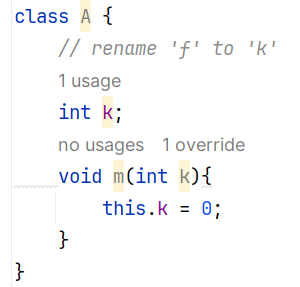 class A {
// rename 'f' to 'k'
1 usage
int k;
no usages 1 override
void m(int k){
this.k = 0;
}
}